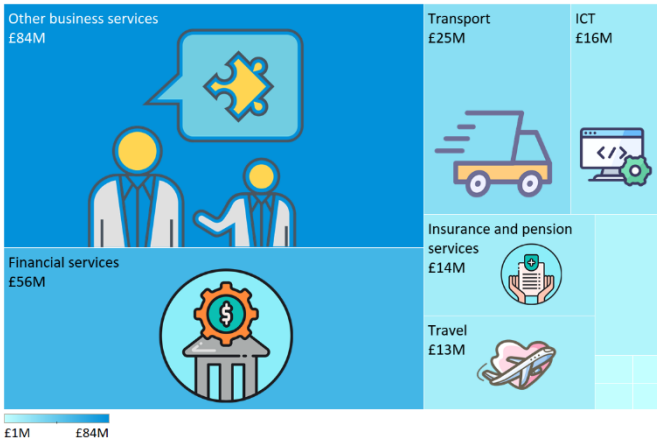 Other business services
£84M
Transport
£25M
ICT
£16M
</>
$
Insurance and pension
services
£14M
Financial services
£56M
Travel
£13M
£1M £84M